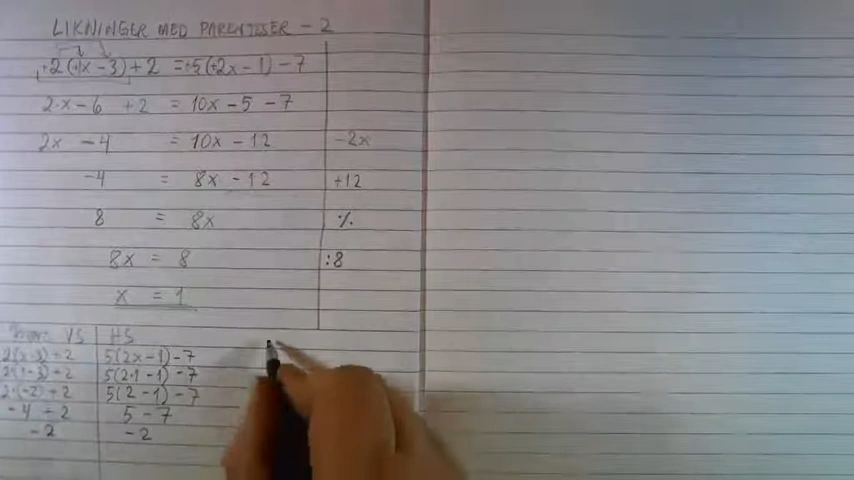 LIKNINGER MED PARENTESER - 2
+2(+1x-3)+2 = +5(+2x-1)-7
2·x-6 +2 = 10x-5-7
2x -4 = 10x-12 -2x
-4 = 8x-12 +12
8 = 8x %
8x = 8 :8
x = 1
VS HS
2(x-3)+2 5(2x-1)-7
2(1-3)+2 5(2·1-1)-7
2·(-2)+2 5(2-1)-7
-4+2 5-7
-2 -2